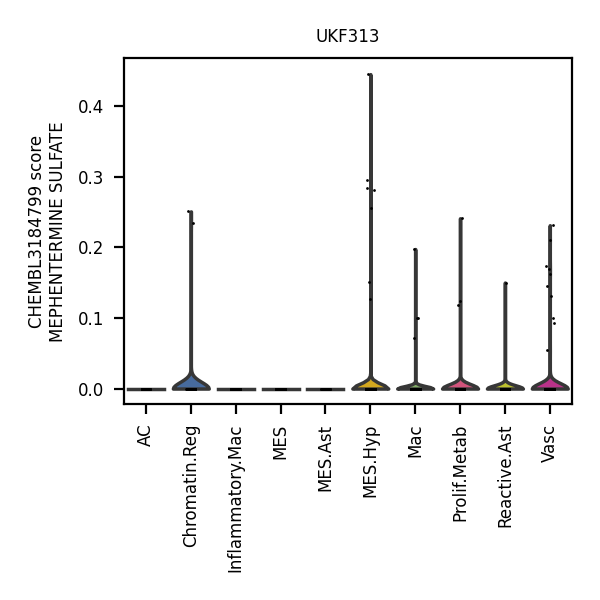 UKF313
CHEMBL3184799 score
MEPHENTERMINE SULFATE
0.4
0.3
0.2
0.1
0.0
AC
Chromatin.Reg
Inflammatory.Mac
MES
MES.Ast
MES.Hyp
Mac
Prolif.Metab
Reactive.Ast
Vasc